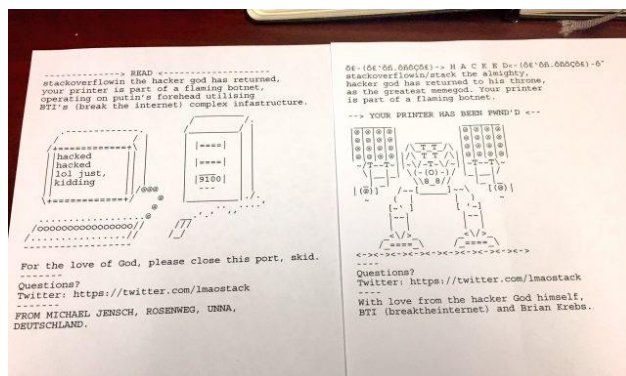 -------------> READ <-------------------
stackoverflowin the hacker god has returned,
your printer is part of a flaming botnet,
operating on putin's forehead utilising
BTI's (break the internet) complex infastructure.
hacked
hacked
lol just,
kidding
|====|
|====|
|9100|
---
For the love of God, please close this port, skid.
-------
Questions?
Twitter: https://twitter.com/lmaostack
-------
FROM MICHAEL JENSCH, ROSENWEG, UNNA,
DEUTSCHLAND.
-> H A C K E D<-
stackoverflowin/stack the almighty,
hacker god has returned to his throne,
as the greatest memegod. Your printer
is part of a flaming botnet.
--> YOUR PRINTER HAS BEEN PWND'D <--
<-><-><-><-><-><-><-><-><-><->
----
Questions?
Twitter: https://twitter.com/lmaostack
----
With love from the hacker God himself,
BTI (breaktheinternet) and Brian Krebs.